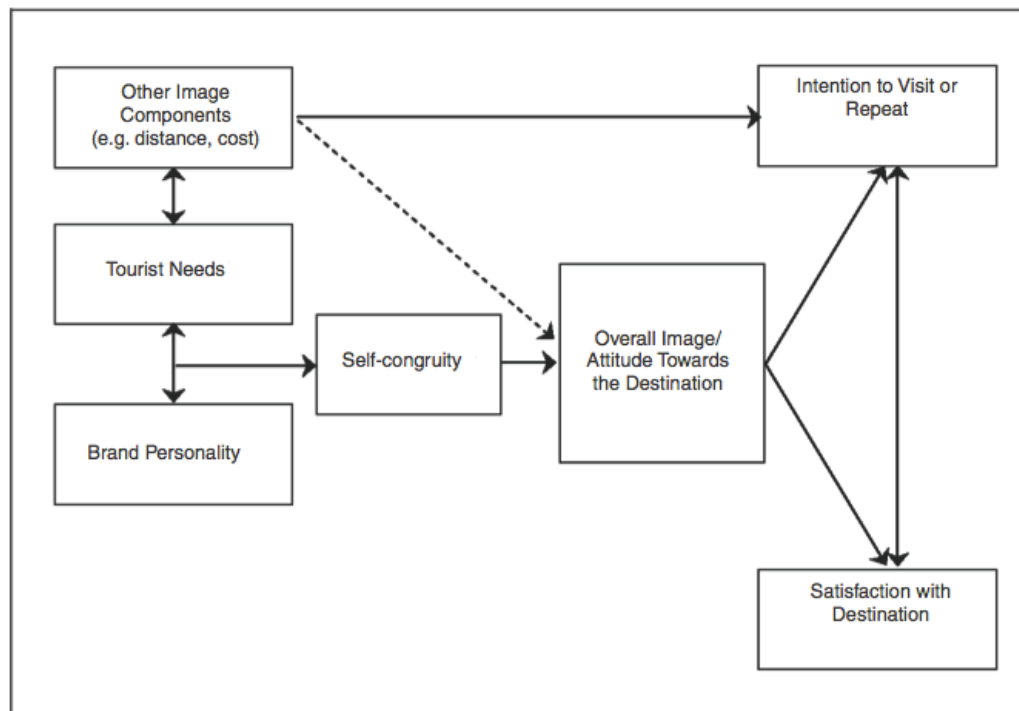 Other Image
Components
(e.g. distance, cost)
Intention to Visit or
Repeat
Tourist Needs
Self-congruity
Overall Image/
Attitude Towards
the Destination
Brand Personality
Satisfaction with
Destination